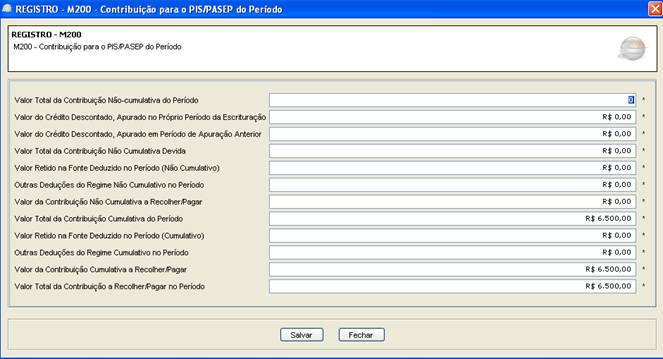 REGISTRO - M200 - Contribuição para o PIS/PASEP do Período
REGISTRO - M200
M200 - Contribuição para o PIS/PASEP do Período
Valor Total da Contribuição Não-cumulativa do Período 0 *
Valor do Crédito Descontado, Apurado no Próprio Período da Escrituração R$ 0,00 *
Valor do Crédito Descontado, Apurado em Período de Apuração Anterior R$ 0,00 *
Valor Total da Contribuição Não Cumulativa Devida R$ 0,00 *
Valor Retido na Fonte Deduzido no Período (Não Cumulativo) R$ 0,00 *
Outras Deduções do Regime Não Cumulativo no Período R$ 0,00 *
Valor da Contribuição Não Cumulativa a Recolher/Pagar R$ 0,00 *
Valor Total da Contribuição Cumulativa do Período R$ 6.500,00 *
Valor Retido na Fonte Deduzido no Período (Cumulativo) R$ 0,00 *
Outras Deduções do Regime Cumulativo no Período R$ 0,00 *
Valor da Contribuição Cumulativa a Recolher/Pagar R$ 6.500,00 *
Valor Total da Contribuição a Recolher/Pagar no Período R$ 6.500,00 *
Salvar Fechar